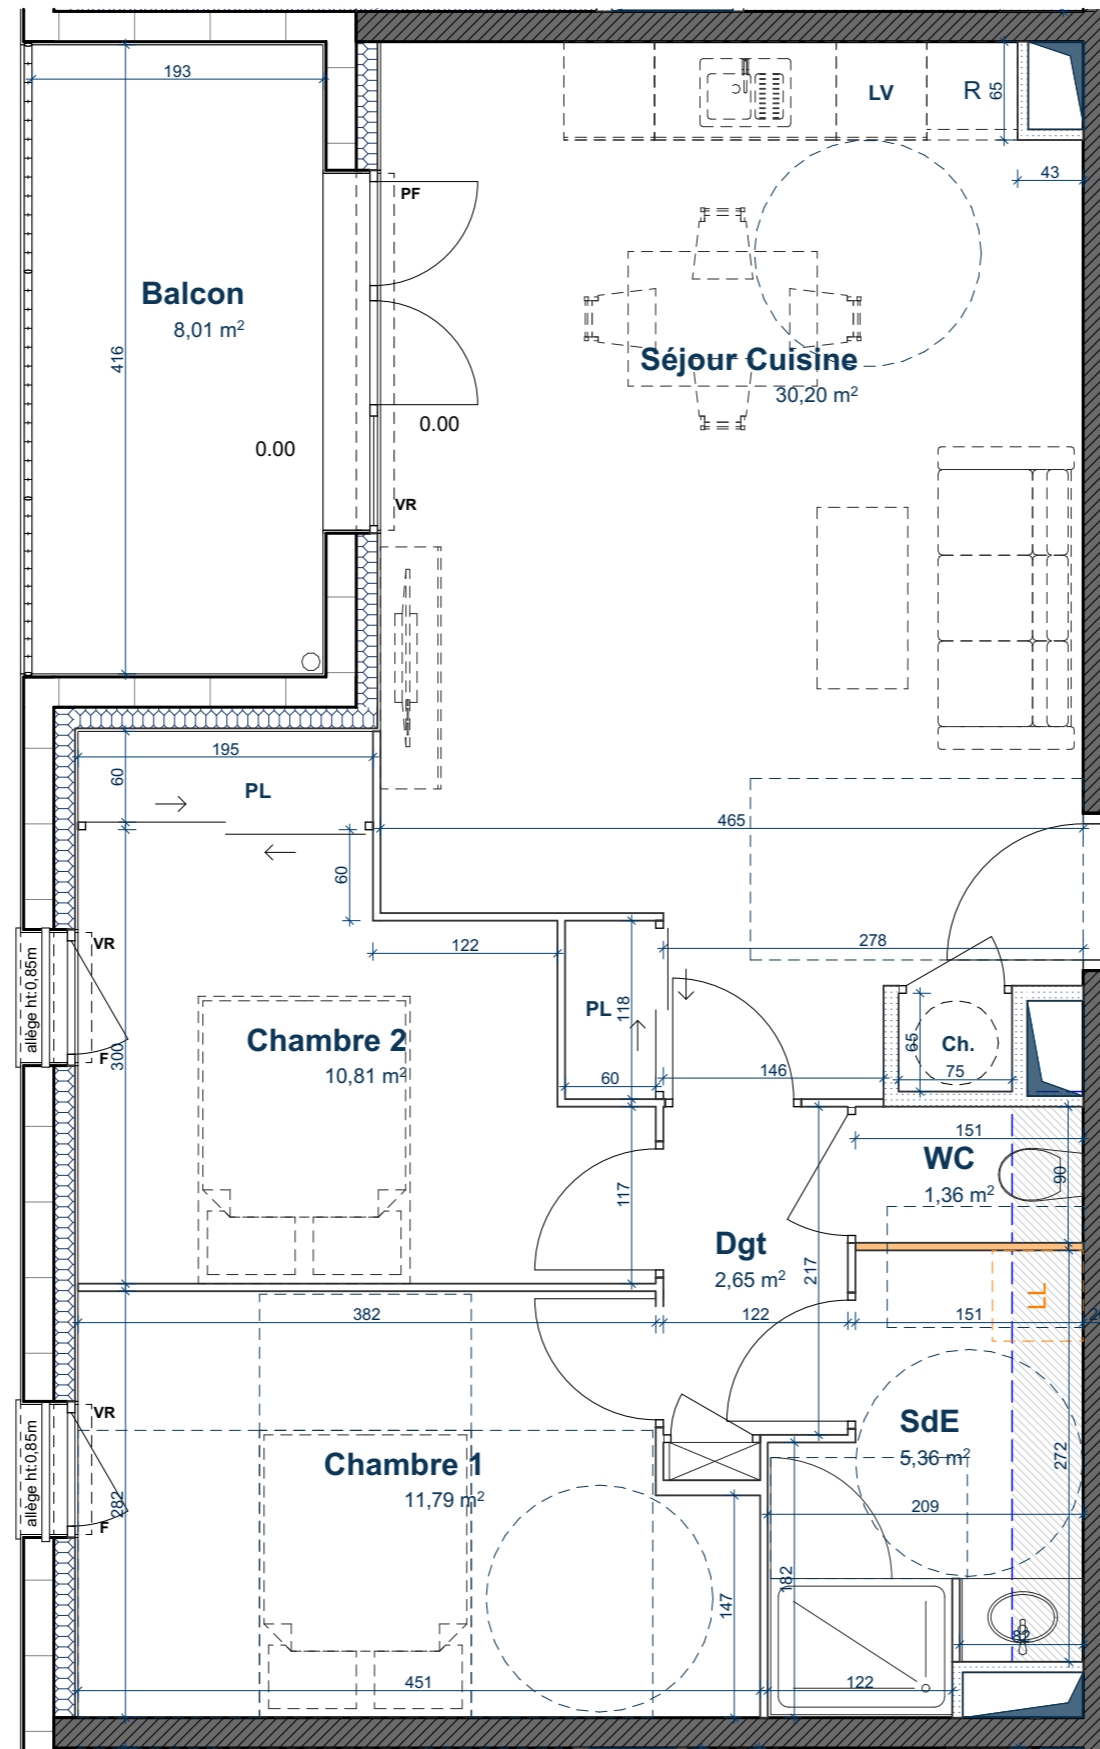 193
LV
R
65
43
PF
Balcon
8,01 m²
416
Séjour Cuisine
30,20 m²
0.00
0.00
VR
195
60
PL
465
60
122
278
118
PL
65
Ch.
75
60
146
VR
allège ht:0,85m
F
300
Chambre 2
10,81 m²
151
WC
1,36 m²
90
117
Dgt
2,65 m²
217
LL
382
122
151
2
VR
allège ht:0,85m
F
282
Chambre 1
11,79 m²
SdE
5,36 m²
272
209
182
147
82
451
122